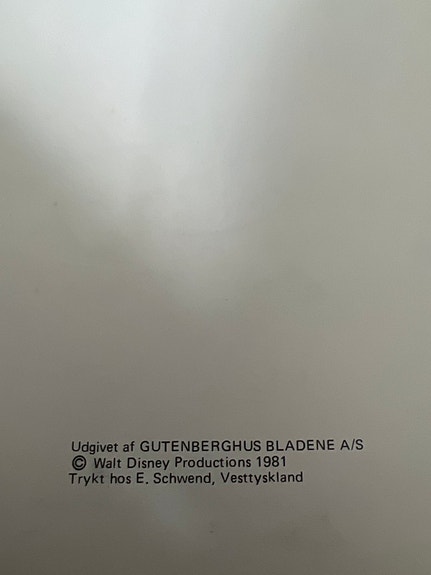 Udgivet af GUTENBERGHUS BLADENE A/S
© Walt Disney Productions 1981
Trykt hos E. Schwend, Vesttyskland